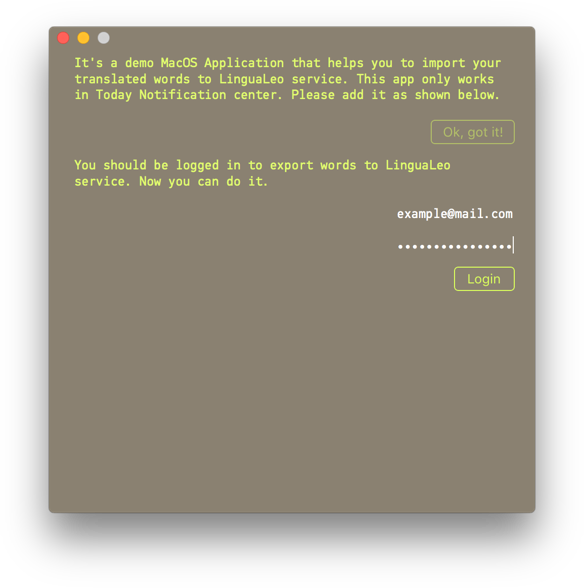 It's a demo MacOS Application that helps you to import your
translated words to LinguaLeo service. This app only works
in Today Notification center. Please add it as shown below.
Ok, got it!
You should be logged in to export words to LinguaLeo
service. Now you can do it.
example@mail.com
••••••••••••••••
Login